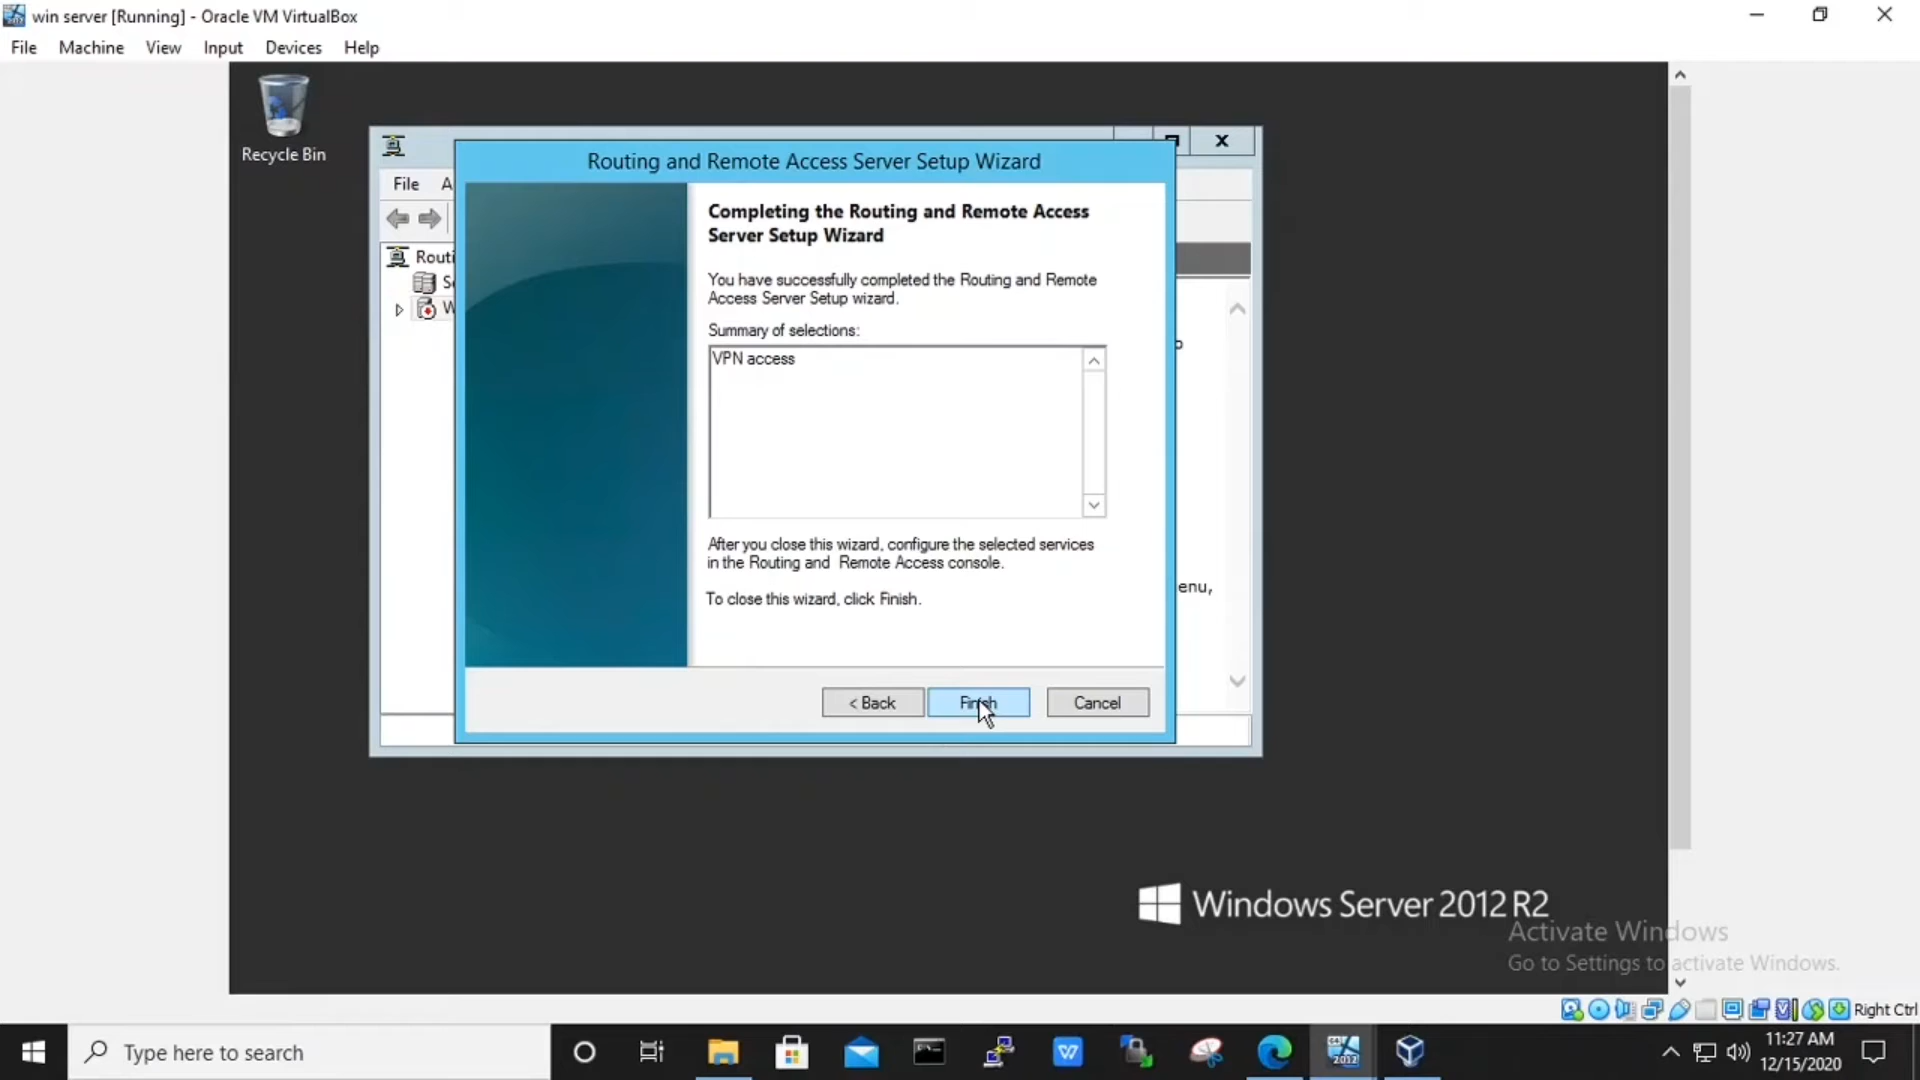 win server [Running] - Oracle VM VirtualBox
File Machine View Input Devices Help
Recycle Bin
Routing and Remote Access Server Setup Wizard
File A
Completing the Routing and Remote Access
Server Setup Wizard
Routi
You have successfully completed the Routing and Remote
Access Server Setup wizard.
Summary of selections:
VPN access
After you close this wizard, configure the selected services
in the Routing and Remote Access console.
enu,
To close this wizard, click Finish.
< Back Finish Cancel
Windows Server 2012 R2
Activate Windows
Go to Settings to activate Windows.
Right Ctrl
Type here to search
2012
11:27 AM
12/15/2020